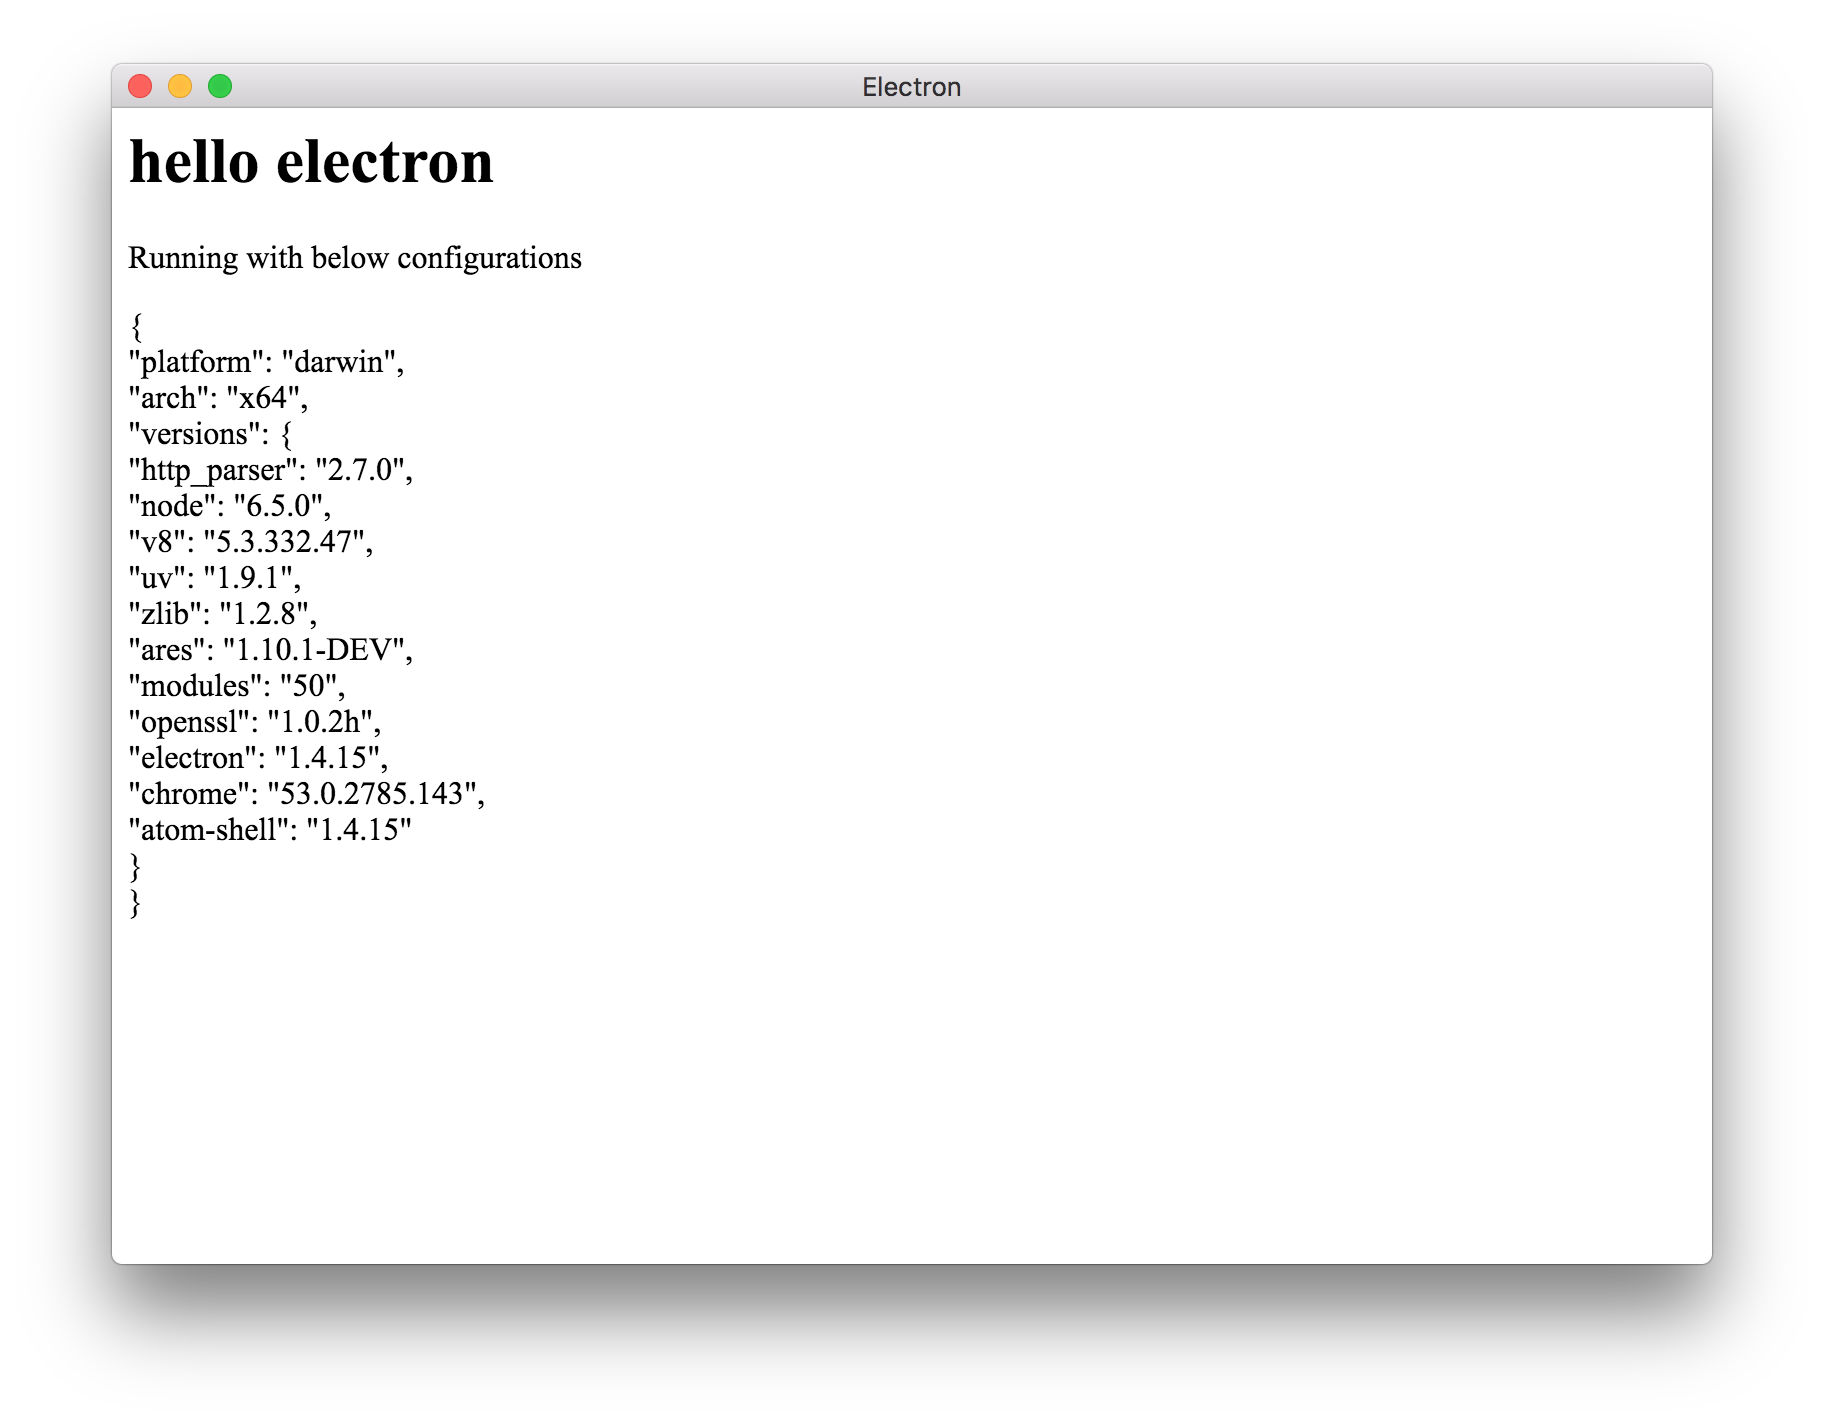 Electron
hello electron
Running with below configurations
{
"platform": "darwin",
"arch": "x64",
"versions": {
"http_parser": "2.7.0",
"node": "6.5.0",
"v8": "5.3.332.47",
"uv": "1.9.1",
"zlib": "1.2.8",
"ares": "1.10.1-DEV",
"modules": "50",
"openssl": "1.0.2h",
"electron": "1.4.15",
"chrome": "53.0.2785.143",
"atom-shell": "1.4.15"
}
}